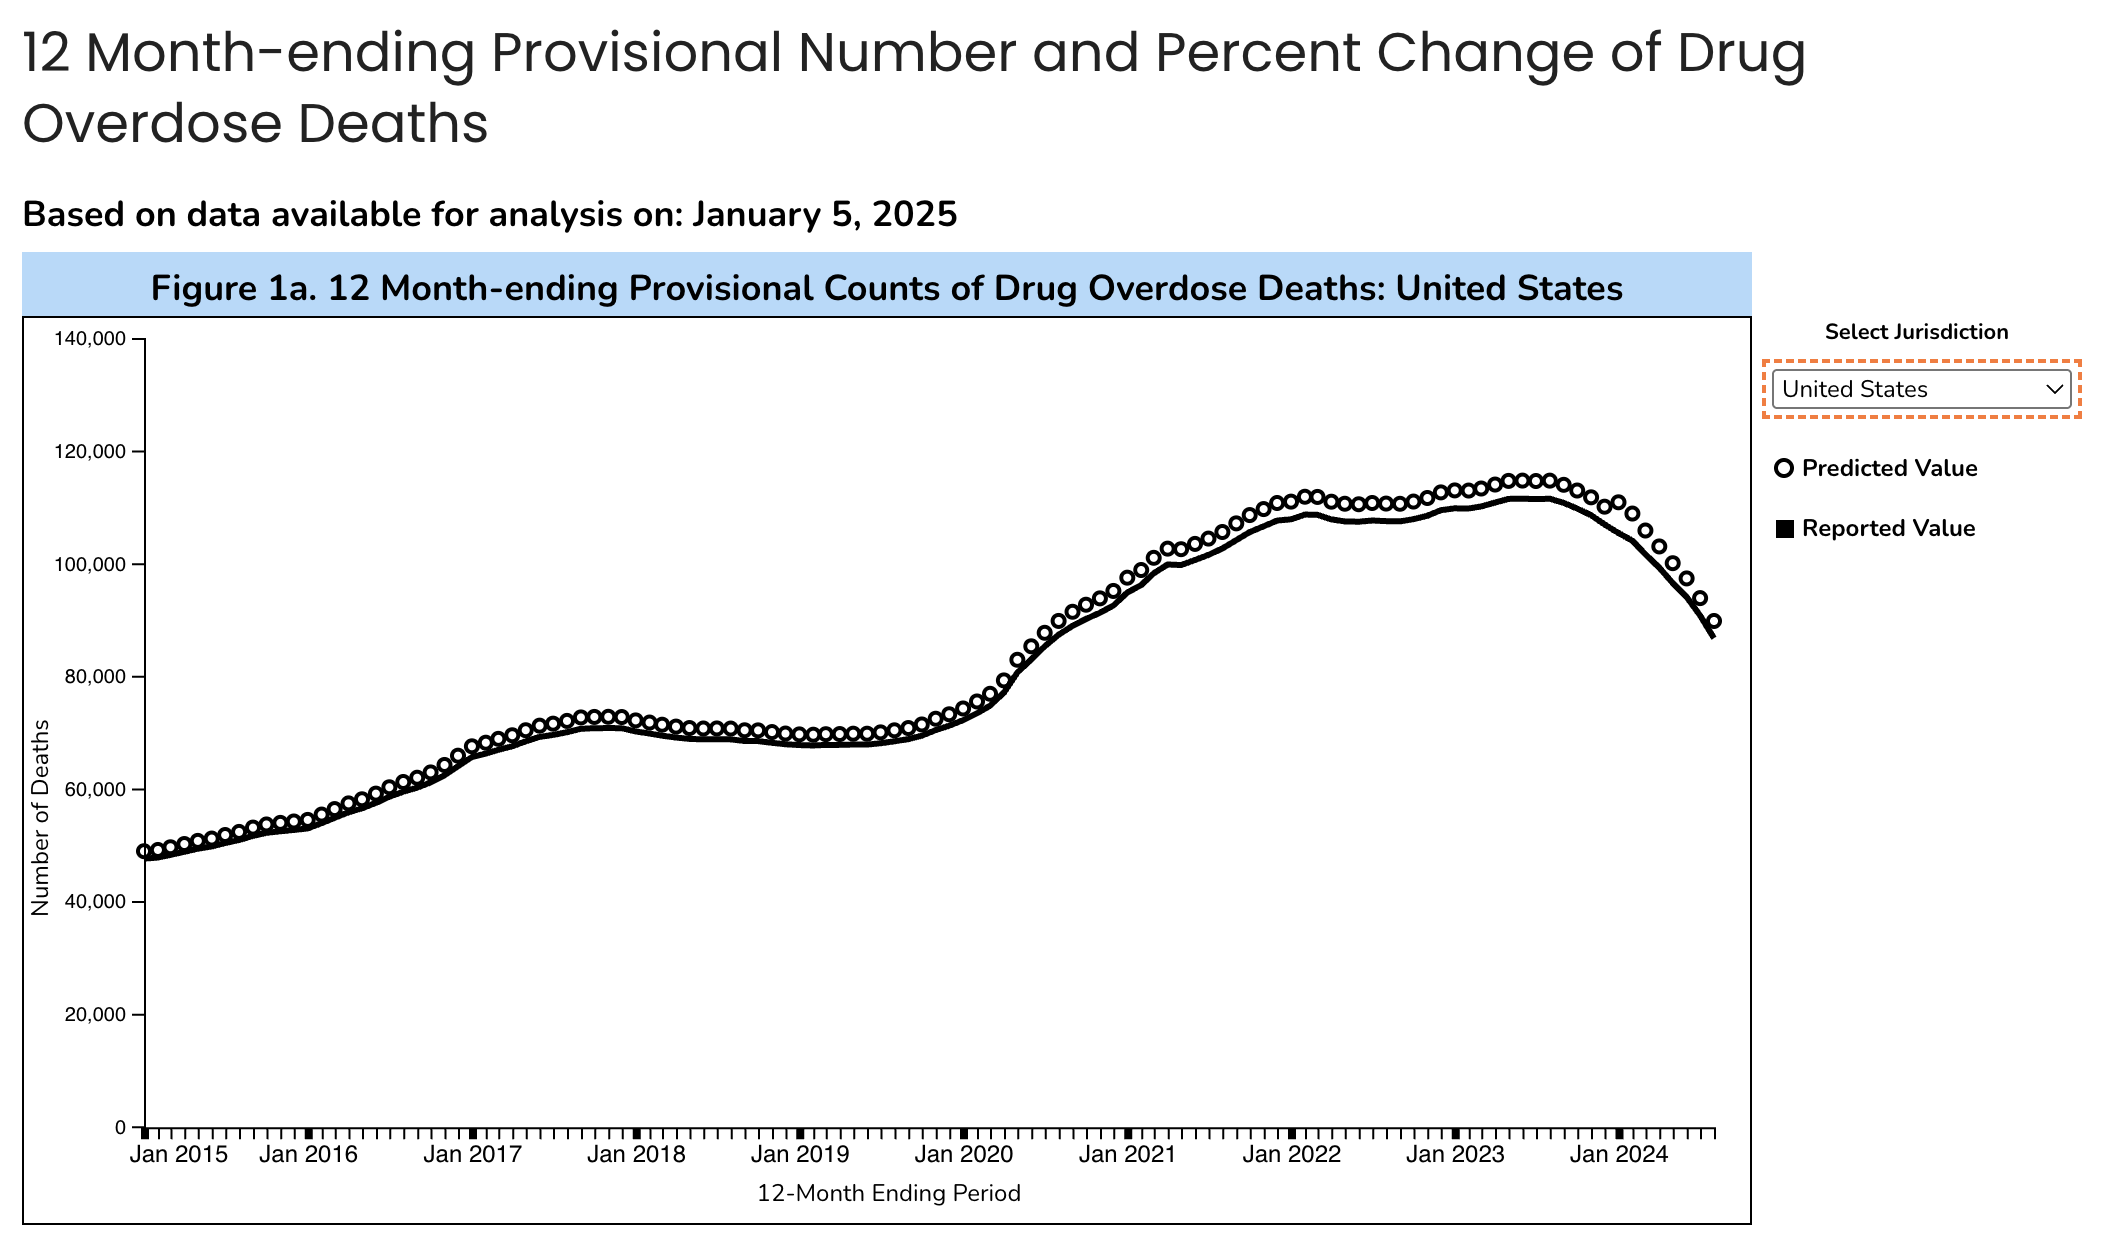 12 Month-ending Provisional Number and Percent Change of Drug
Overdose Deaths
Based on data available for analysis on: January 5, 2025
Figure 1a. 12 Month-ending Provisional Counts of Drug Overdose Deaths: United States
Select Jurisdiction
United States
Predicted Value
Reported Value
140,000
120,000
100,000
80,000
60,000
40,000
20,000
0
Number of Deaths
Jan 2015 Jan 2016 Jan 2017 Jan 2018 Jan 2019 Jan 2020 Jan 2021 Jan 2022 Jan 2023 Jan 2024
12-Month Ending Period